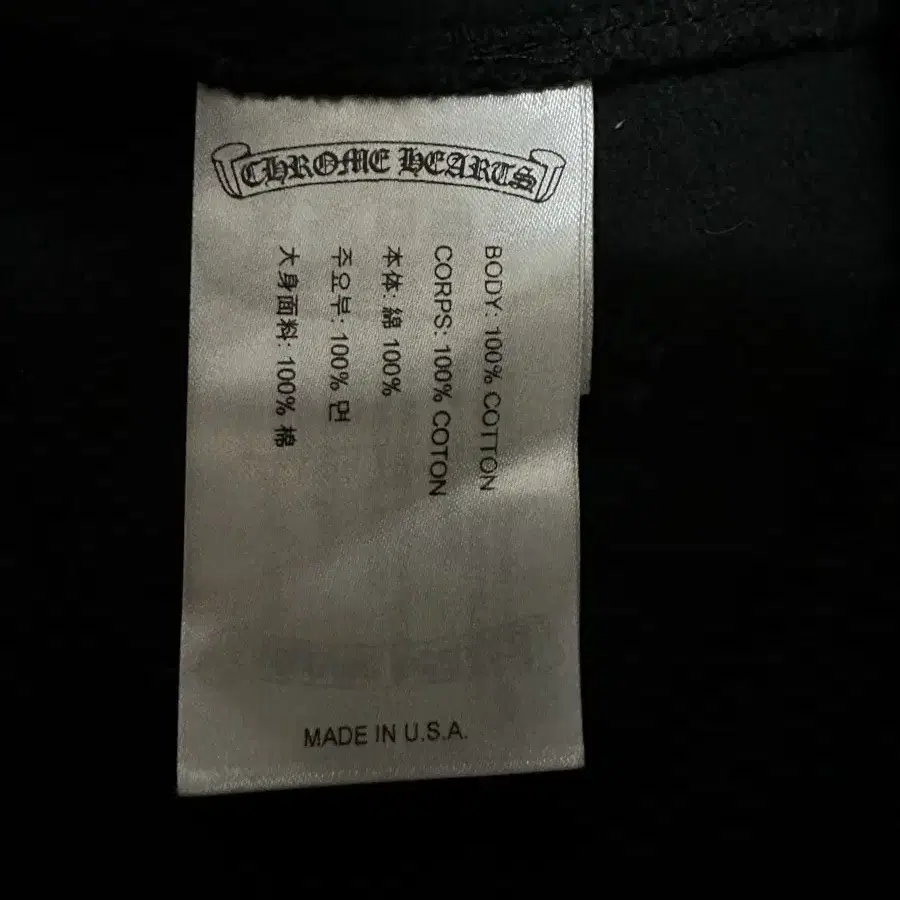 CHROME HEARTS
BODY: 100% COTTON
CORPS: 100% COTON
本体: 綿 100%
주요부: 100% 면
大身面料: 100% 棉
MADE IN U.S.A.